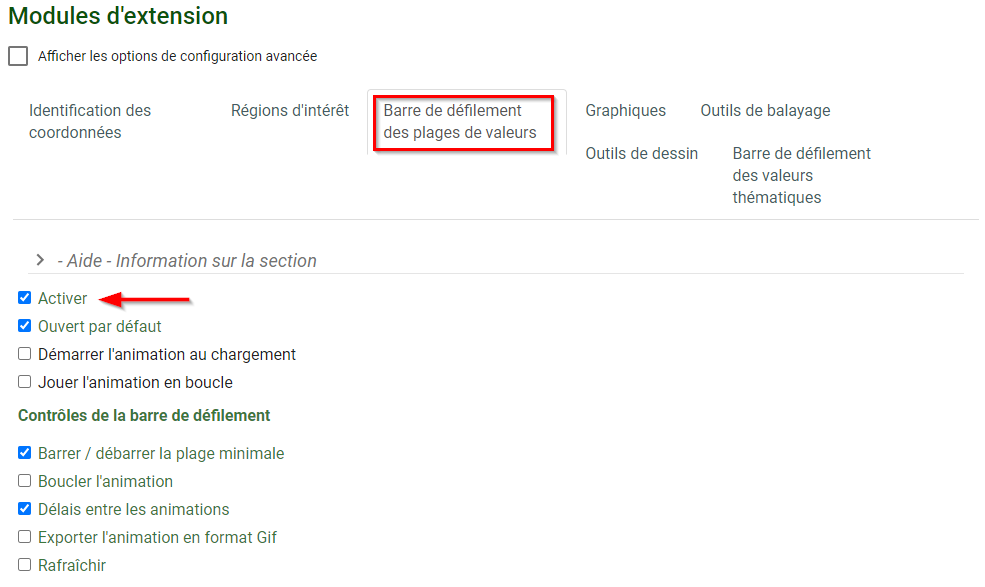 Modules d'extension
Afficher les options de configuration avancée
Identification des
coordonnées
Régions d'intérêt
Barre de défilement
des plages de valeurs
Graphiques
Outils de balayage
Outils de dessin
Barre de défilement
des valeurs
thématiques
- Aide - Information sur la section
Activer
Ouvert par défaut
Démarrer l'animation au chargement
Jouer l'animation en boucle
Contrôles de la barre de défilement
Barrer / débarrer la plage minimale
Boucler l'animation
Délais entre les animations
Exporter l'animation en format Gif
Rafraîchir